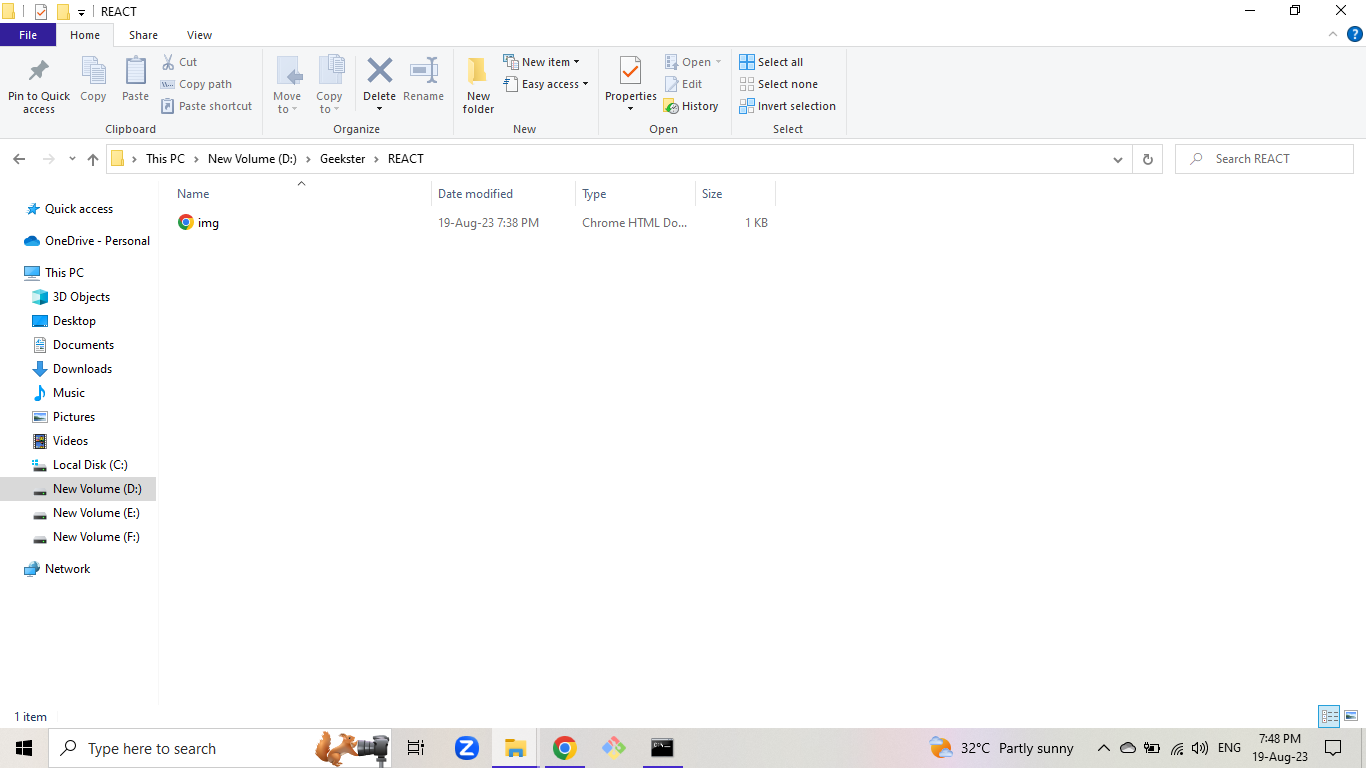 REACT
File Home Share View
Pin to Quick access
Copy
Paste
Cut
Copy path
Paste shortcut
Clipboard
Move to
Copy to
Delete
Rename
Organize
New folder
New item
Easy access
New
Properties
Open
Edit
History
Open
Select all
Select none
Invert selection
Select
This PC > New Volume (D:) > Geekster > REACT
Search REACT
Name Date modified Type Size
img 19-Aug-23 7:38 PM Chrome HTML Do... 1 KB
Quick access
OneDrive - Personal
This PC
3D Objects
Desktop
Documents
Downloads
Music
Pictures
Videos
Local Disk (C:)
New Volume (D:)
New Volume (E:)
New Volume (F:)
Network
1 item
Type here to search
32°C Partly sunny
ENG
7:48 PM
19-Aug-23